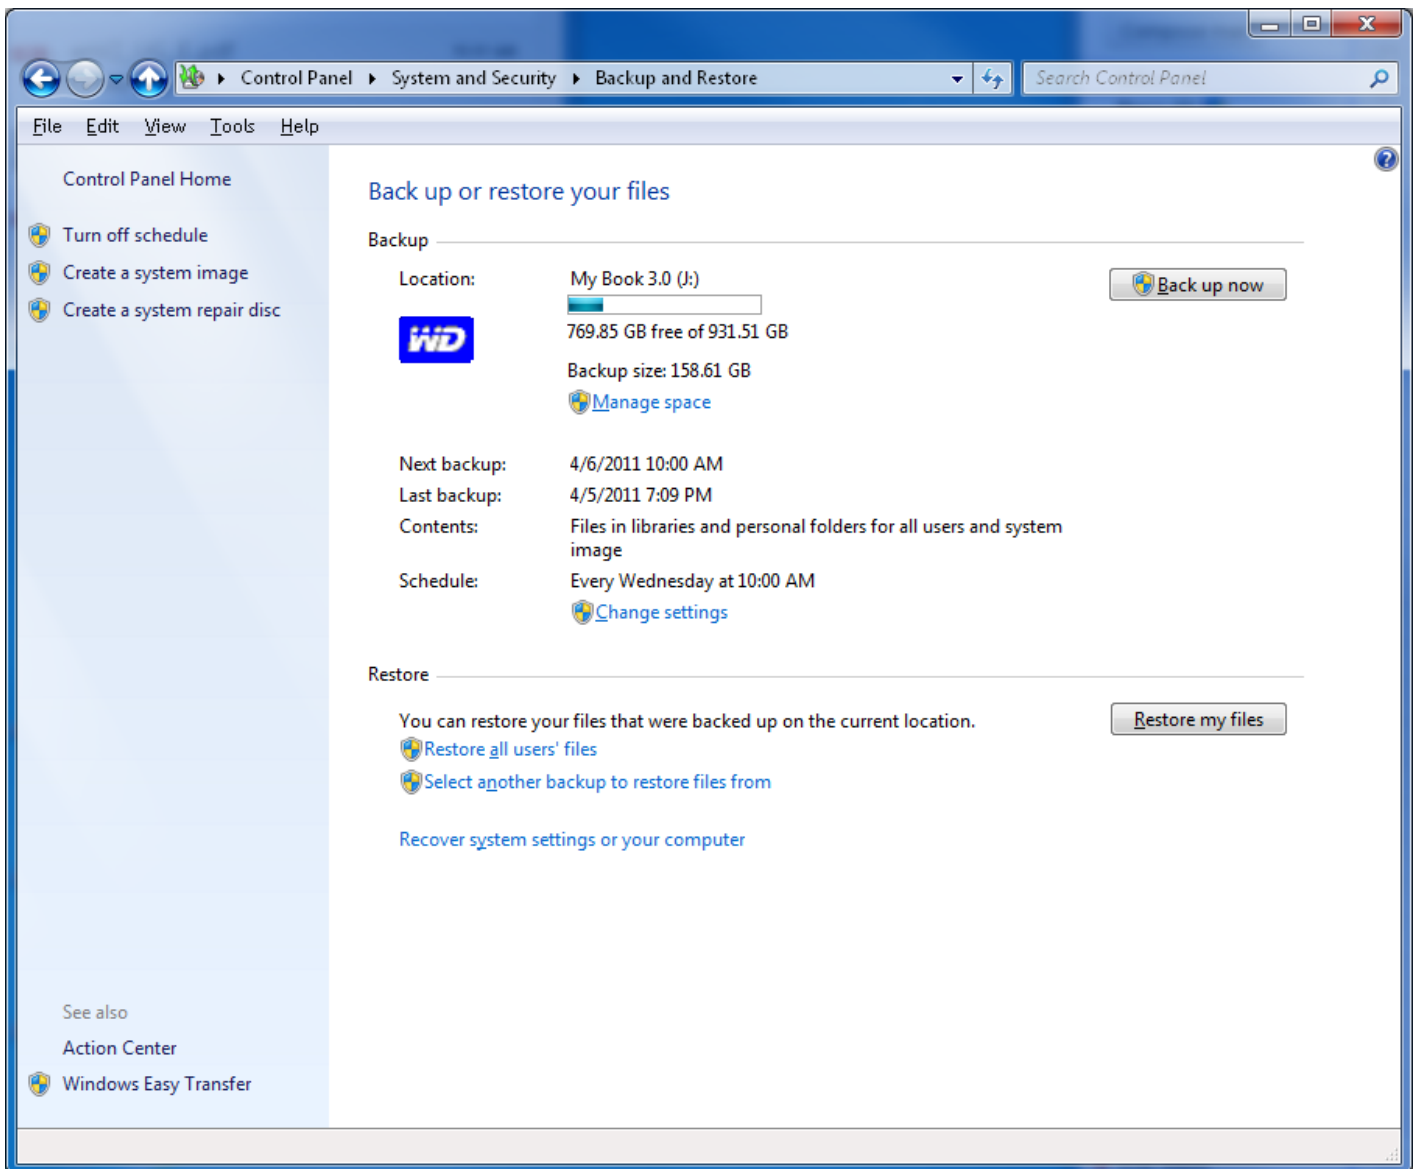 Control Panel ▸ System and Security ▸ Backup and Restore
Search Control Panel
File Edit View Tools Help
Control Panel Home
Turn off schedule
Create a system image
Create a system repair disc
Back up or restore your files
Backup
Location: My Book 3.0 (J:)
Back up now
WD
769.85 GB free of 931.51 GB
Backup size: 158.61 GB
Manage space
Next backup: 4/6/2011 10:00 AM
Last backup: 4/5/2011 7:09 PM
Contents: Files in libraries and personal folders for all users and system
image
Schedule: Every Wednesday at 10:00 AM
Change settings
Restore
You can restore your files that were backed up on the current location.
Restore my files
Restore all users' files
Select another backup to restore files from
Recover system settings or your computer
See also
Action Center
Windows Easy Transfer